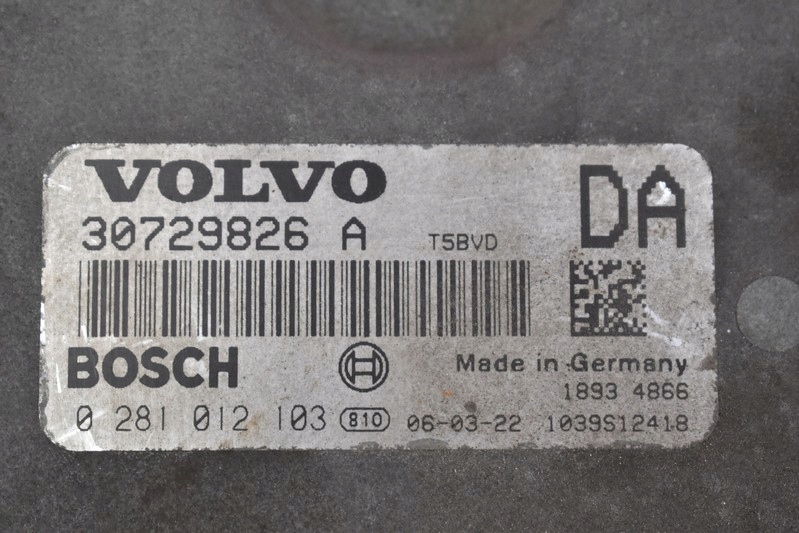 VOLVO
DA
30729826 A T5BVD
BOSCH
Made in Germany
1893 4866
0 281 012 103 810 06-03-22 1039S12418